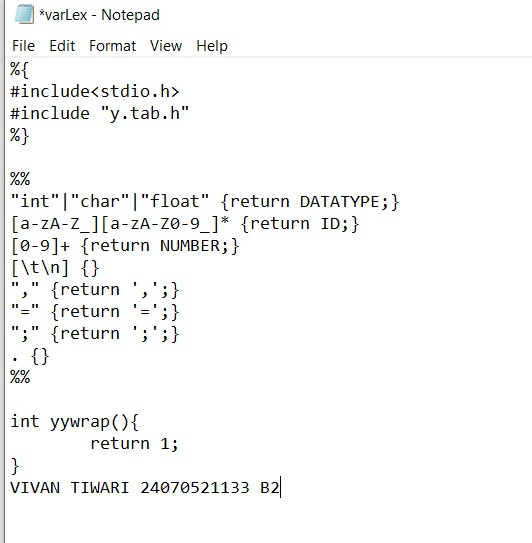 *varLex - Notepad
File Edit Format View Help
%{
#include<stdio.h>
#include "y.tab.h"
%}
%%
"int"|"char"|"float" {return DATATYPE;}
[a-zA-Z_][a-zA-Z0-9_]* {return ID;}
[0-9]+ {return NUMBER;}
[\t\n] {}
"," {return ',';}
"=" {return '=';}
";" {return ';';}
. {}
%%
int yywrap(){
return 1;
}
VIVAN TIWARI 24070521133 B2